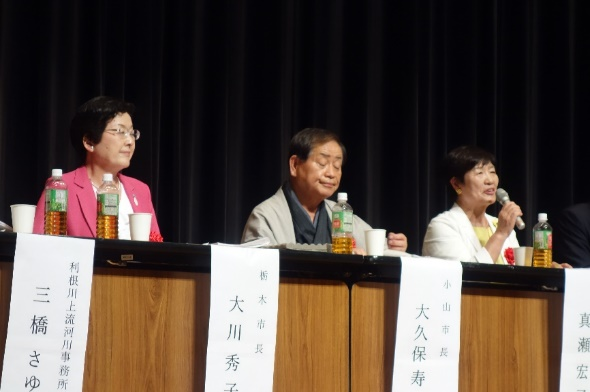 利根川上流河川事務所
三橋さゆ
栃木市長
大川秀子
小山市長
大久保寿
真瀬宏子